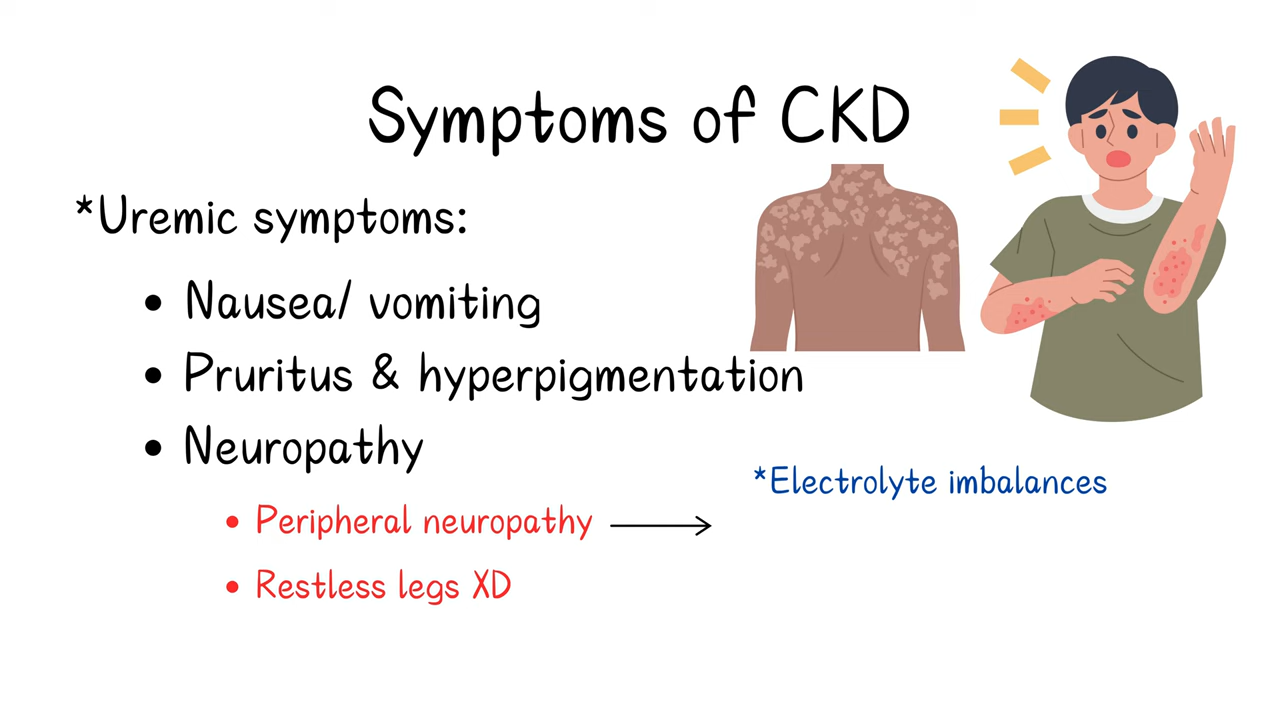 Symptoms of CKD
*Uremic symptoms:
• Nausea/ vomiting
• Pruritus & hyperpigmentation
• Neuropathy
• Peripheral neuropathy →
*Electrolyte imbalances
• Restless legs XD